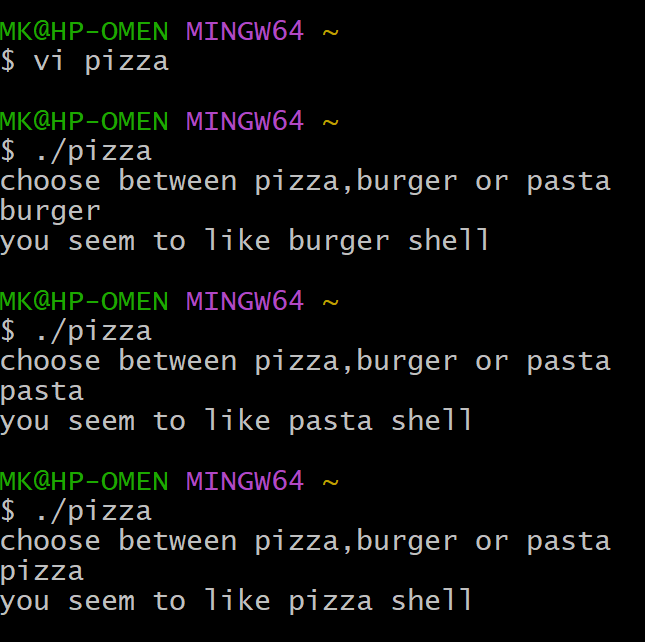 MK@HP-OMEN MINGW64 ~
$ vi pizza
MK@HP-OMEN MINGW64 ~
$ ./pizza
choose between pizza,burger or pasta
burger
you seem to like burger shell
MK@HP-OMEN MINGW64 ~
$ ./pizza
choose between pizza,burger or pasta
pasta
you seem to like pasta shell
MK@HP-OMEN MINGW64 ~
$ ./pizza
choose between pizza,burger or pasta
pizza
you seem to like pizza shell